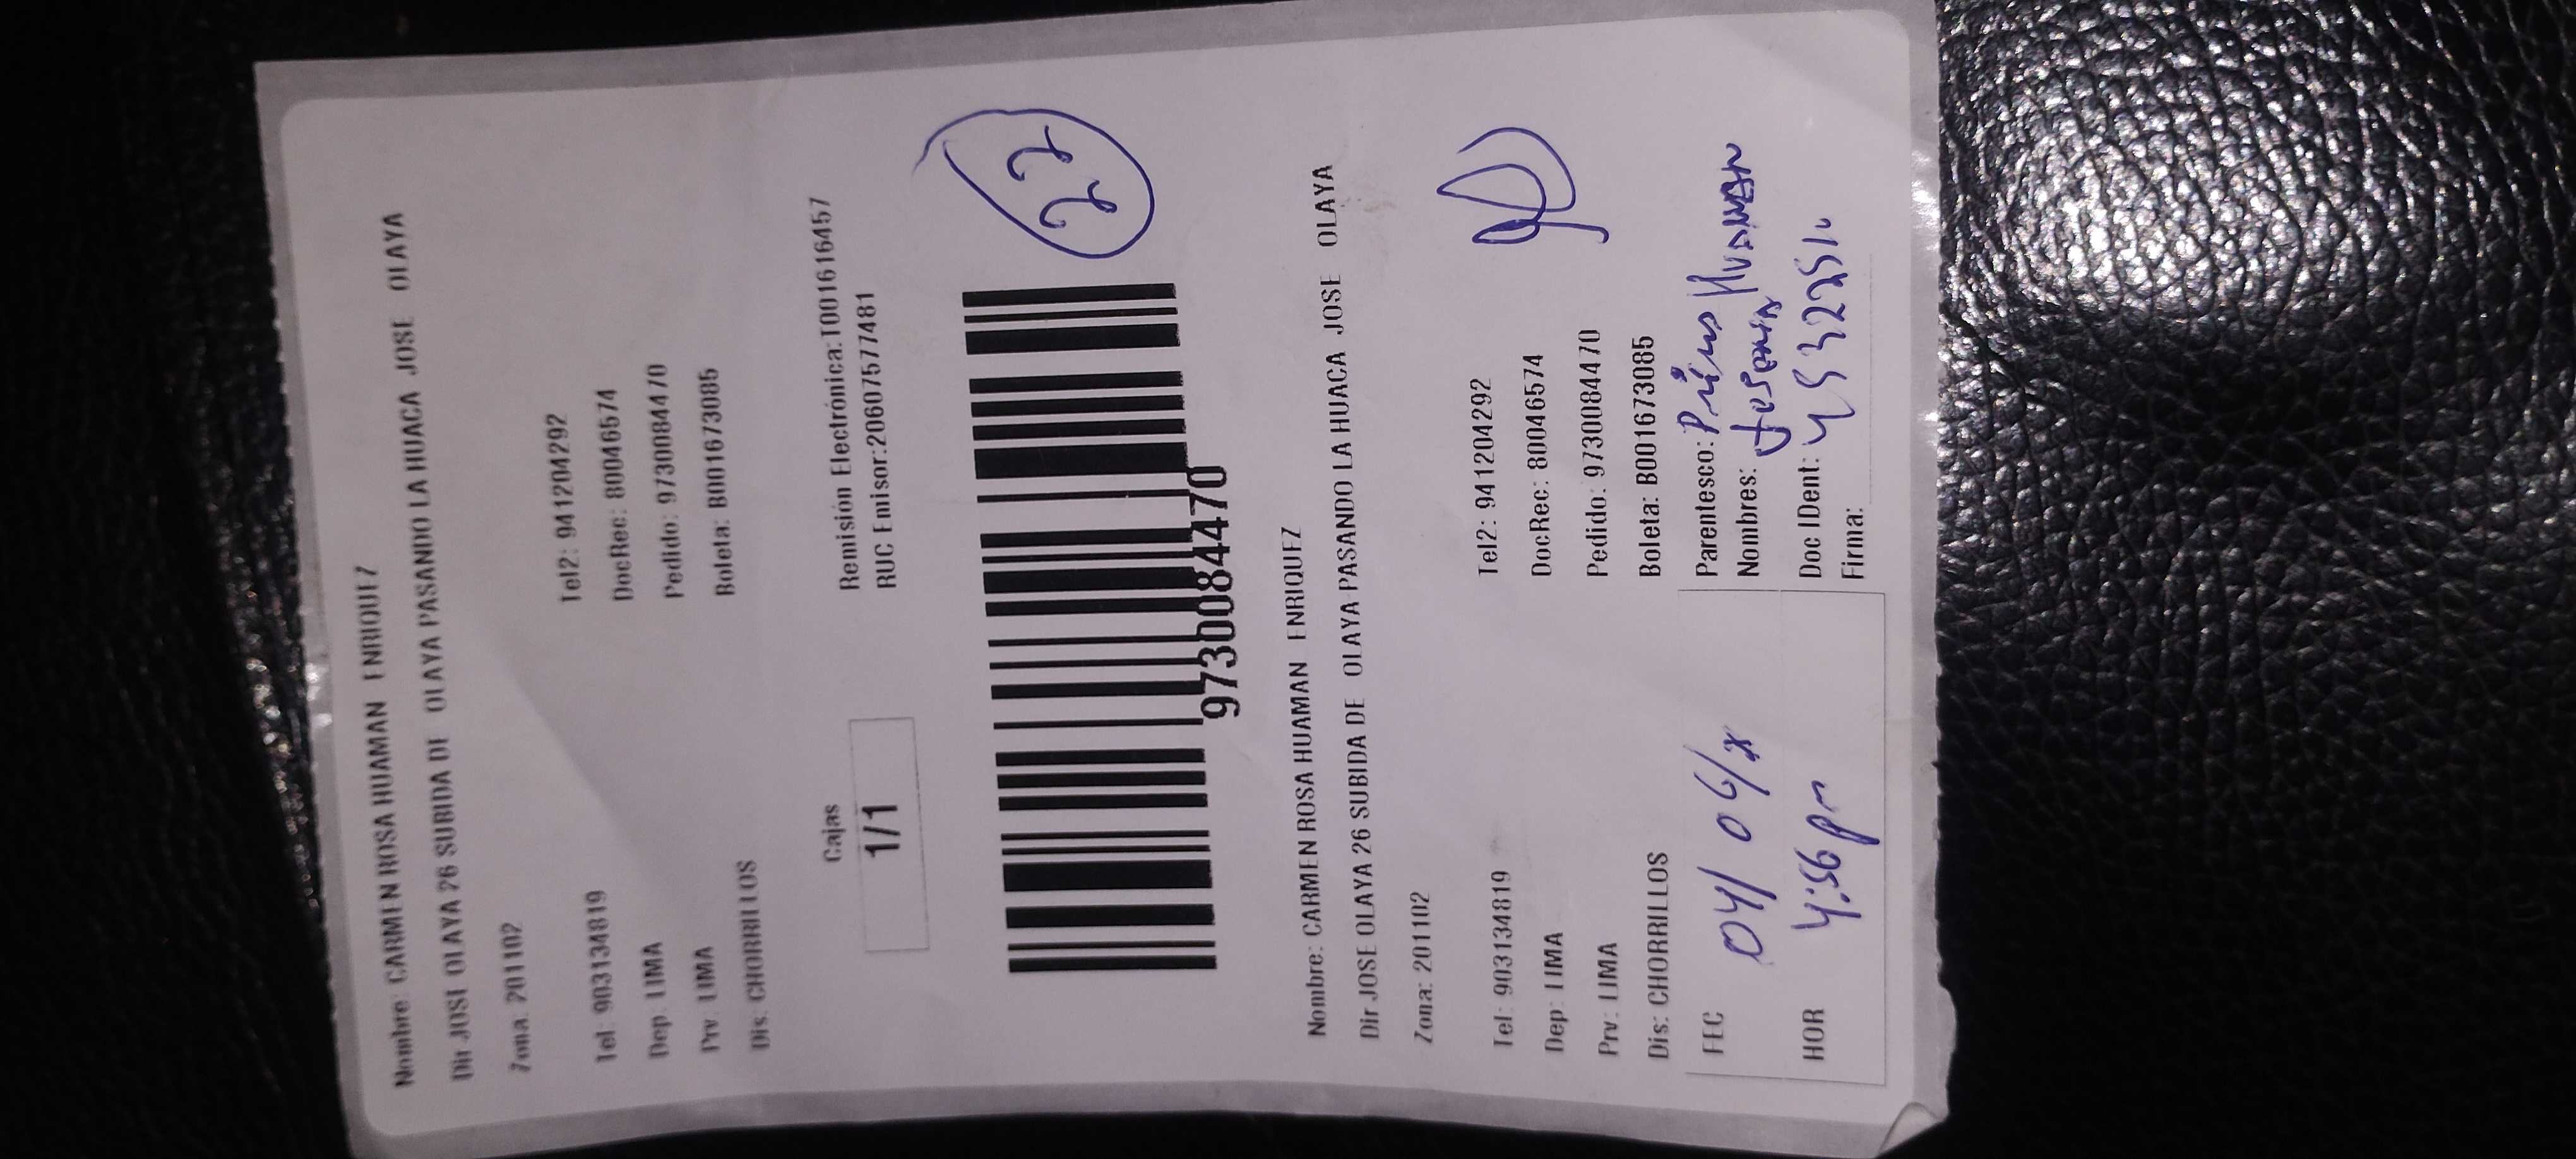 Nombre: CARMEN ROSA HUAMAN ENRIQUEZ
Dir JOSE OLAYA 26 SUBIDA DE OLAYA PASANDO LA HUACA JOSE OLAYA
Zona: 201102
Tel: 903134819 Tel2: 941204292
Dep: LIMA DocRec: 80046574
Prv: LIMA Pedido: 9730084470
Dis: CHORRILLOS Boleta: B001673085
Cajas Remisión Electrónica:T001616457
1/1 RUC Emisor:20607577481
22
9730084470
Nombre: CARMEN ROSA HUAMAN ENRIQUEZ
Dir JOSE OLAYA 26 SUBIDA DE OLAYA PASANDO LA HUACA JOSE OLAYA
Zona: 201102
Tel: 903134819 Tel2: 941204292
Dep: LIMA DocRec: 80046574
Prv: LIMA Pedido: 9730084470
Dis: CHORRILLOS Boleta: B001673085
FEC 04/06/ Parentesco:
Nombres: HUAMAN
HOR 4:56 pm Doc IDent:
Firma: